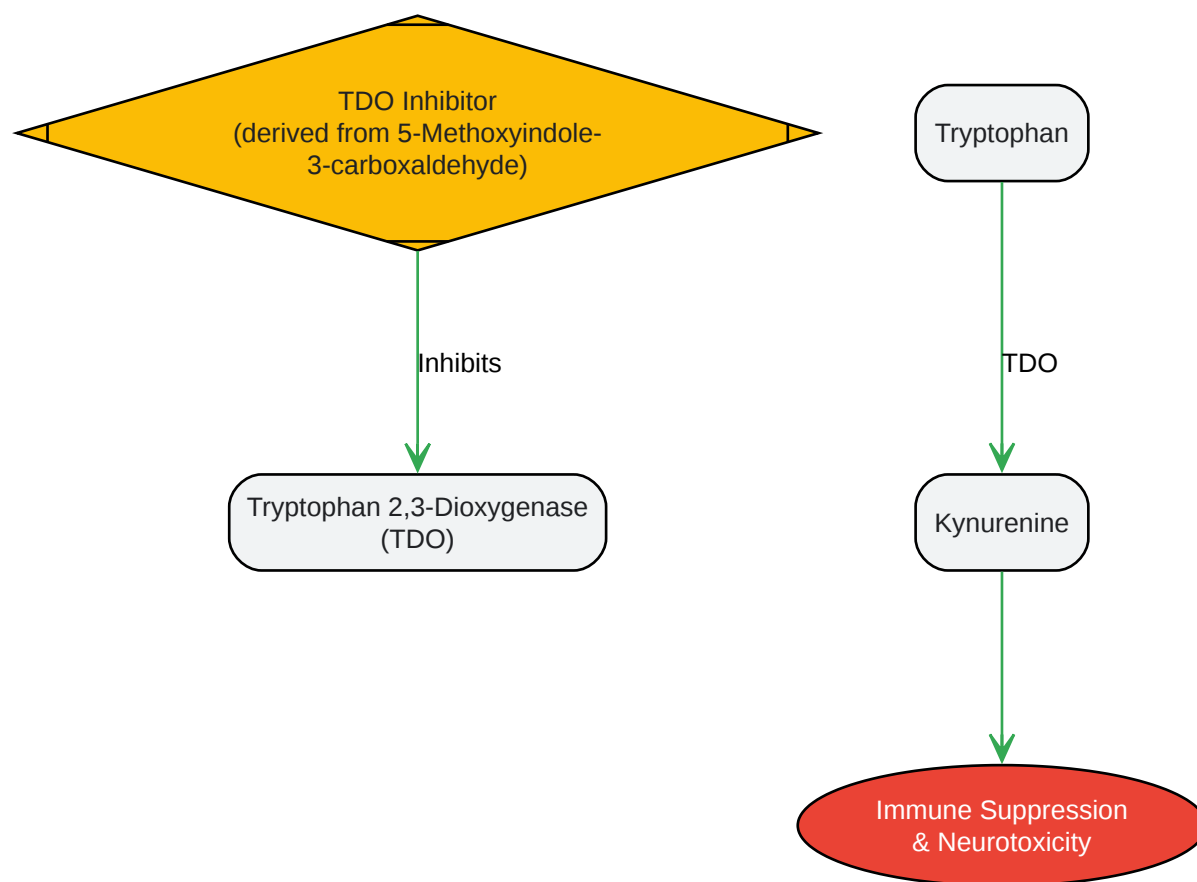 TDO Inhibitor
(derived from 5-Methoxyindole-
3-carboxaldehyde)
Tryptophan
Inhibits
TDO
Tryptophan 2,3-Dioxygenase
(TDO)
Kynurenine
Immune Suppression
& Neurotoxicity